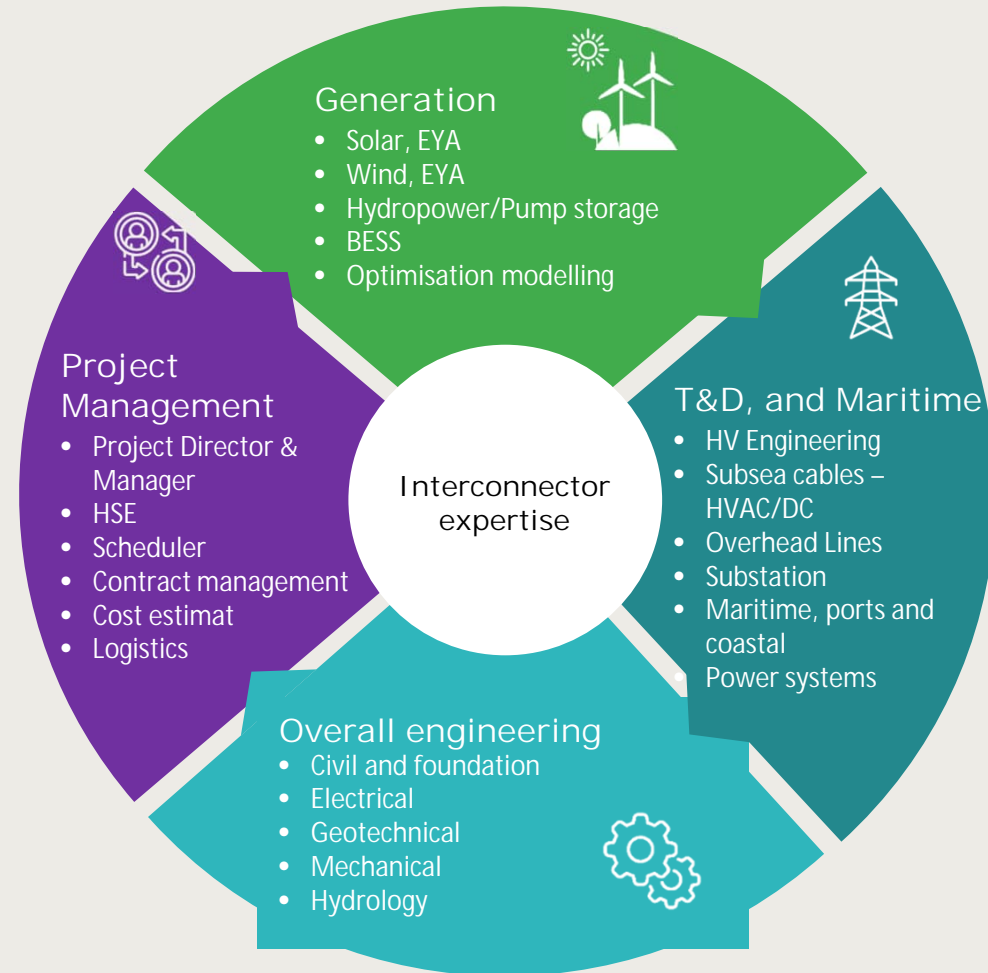 Generation
• Solar, EYA
• Wind, EYA
• Hydropower/Pump storage
• BESS
• Optimisation modelling
Project
Management
• Project Director &
Manager
• HSE
• Scheduler
• Contract management
• Cost estimat
• Logistics
Interconnector
expertise
T&D, and Maritime
• HV Engineering
• Subsea cables –
HVAC/DC
• Overhead Lines
• Substation
• Maritime, ports and
coastal
• Power systems
Overall engineering
• Civil and foundation
• Electrical
• Geotechnical
• Mechanical
• Hydrology